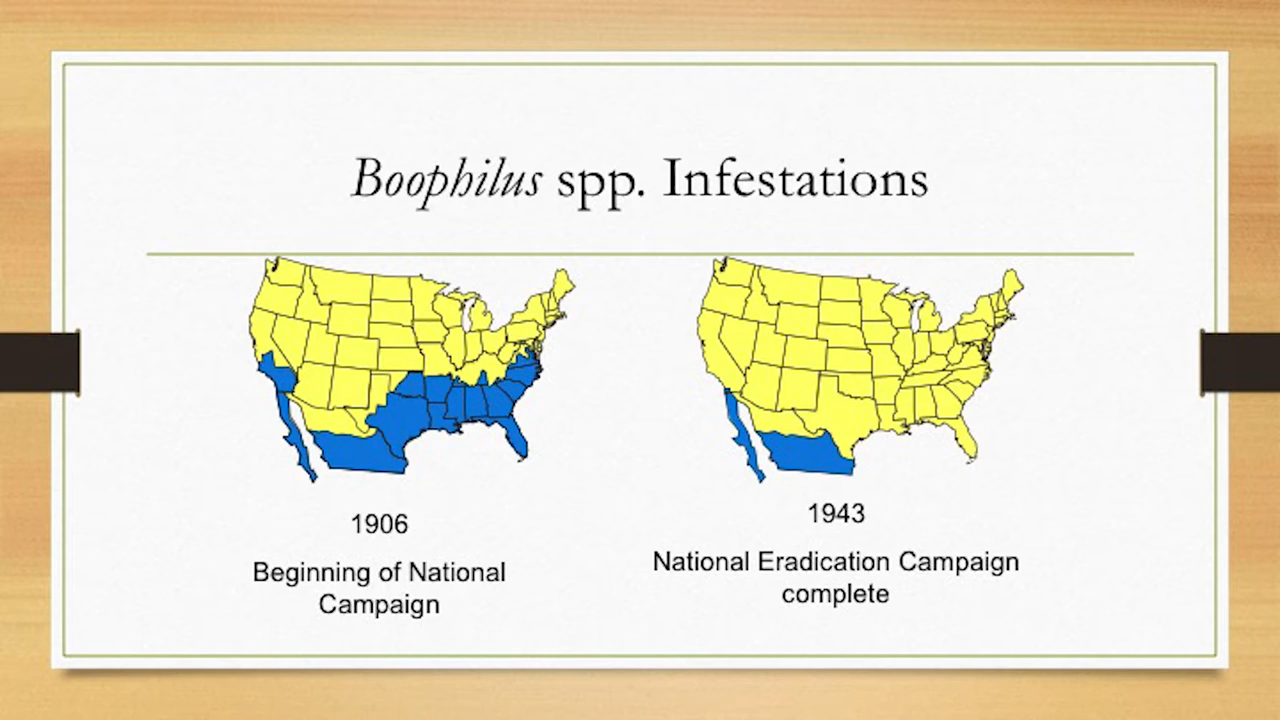 Boophilus spp. Infestations
1906
Beginning of National
Campaign
1943
National Eradication Campaign
complete